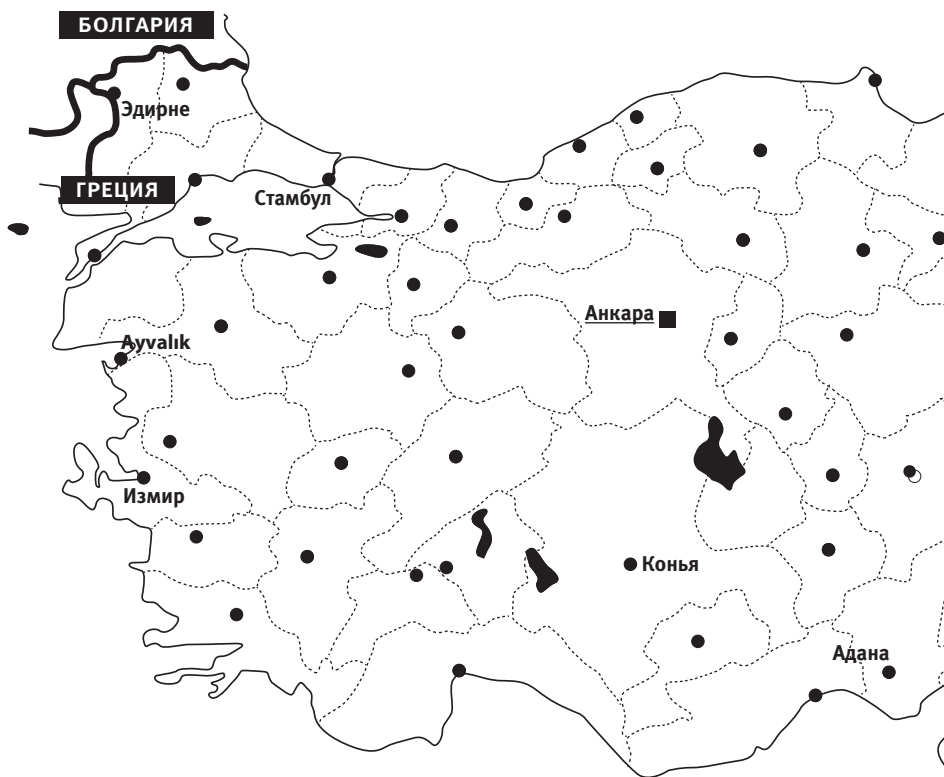 БОЛГАРИЯ
Эдирне
ГРЕЦИЯ
Стамбул
Анкара
Ayvalık
Измир
Конья
Адана